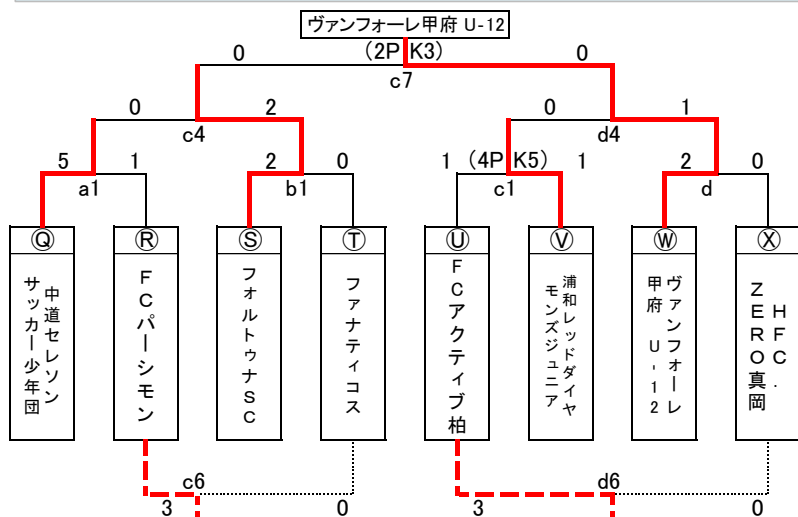 ヴァンフォーレ甲府 U-12
0 (2P K3) 0
c7
0 2 0 1
c4 d4
5 1 2 0 1 (4P K5) 1 2 0
a1 b1 c1 d
Ⓠ Ⓡ Ⓢ Ⓣ Ⓤ Ⓥ Ⓦ Ⓧ
中道セレソン
サッカー少年団
FCパーシモン
フォルトゥナSC
ファナティコス
FCアクティブ柏
浦和レッドダイヤ
モンズジュニア
ヴァンフォーレ
甲府 U-12
HFC.
ZERO真岡
c6 d6
3 0 3 0